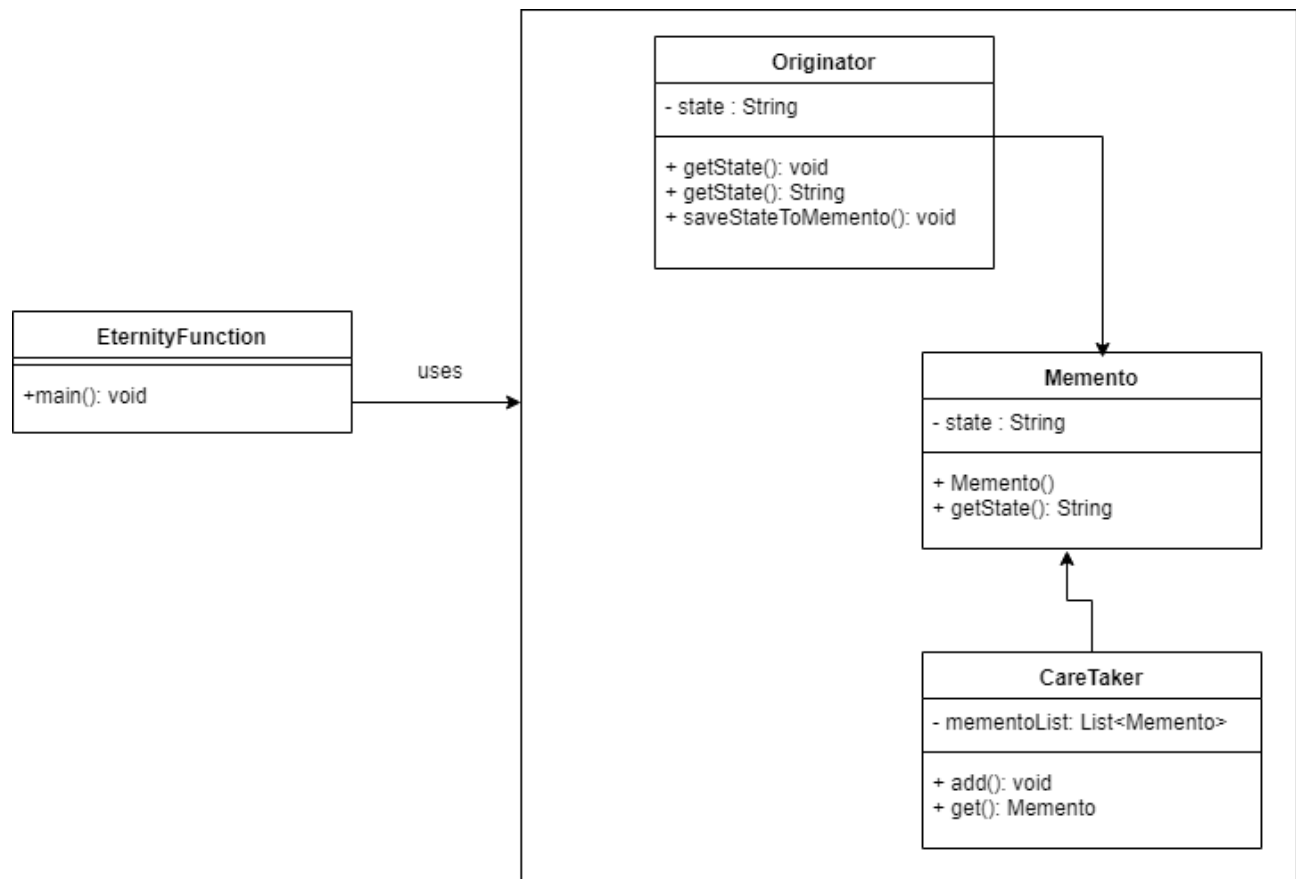 Originator
- state : String
+ getState(): void
+ getState(): String
+ saveStateToMemento(): void
EternityFunction
+main(): void
uses
Memento
- state : String
+ Memento()
+ getState(): String
CareTaker
- mementoList: List<Memento>
+ add(): void
+ get(): Memento